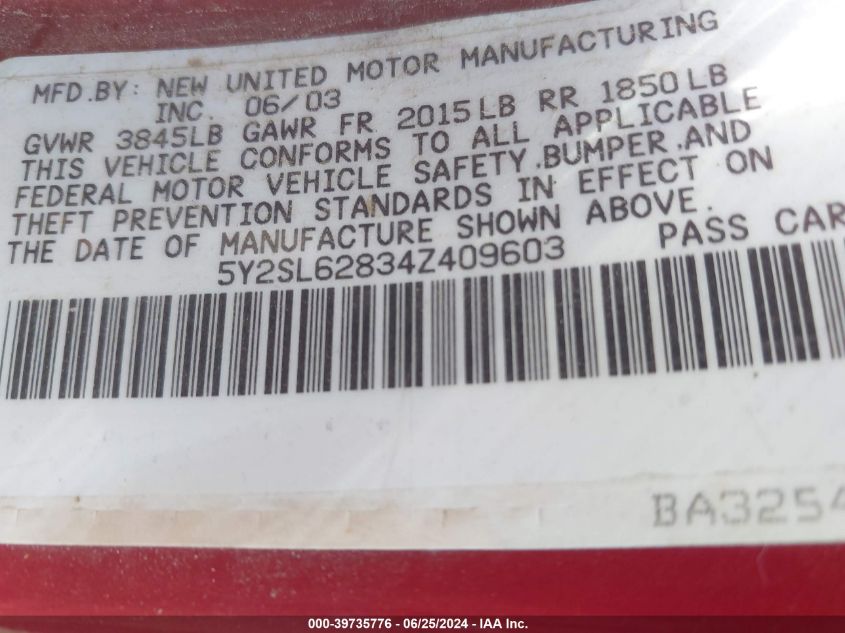 MFD.BY: NEW UNITED MOTOR MANUFACTURING
INC. 06/03
GVWR 3845LB GAWR FR 2015LB RR 1850LB
THIS VEHICLE CONFORMS TO ALL APPLICABLE
FEDERAL MOTOR VEHICLE SAFETY,BUMPER,AND
THEFT PREVENTION STANDARDS IN EFFECT ON
THE DATE OF MANUFACTURE SHOWN ABOVE.
5Y2SL62834Z409603 PASS CAR
BA3254
000-39735776 - 06/25/2024 - IAA Inc.